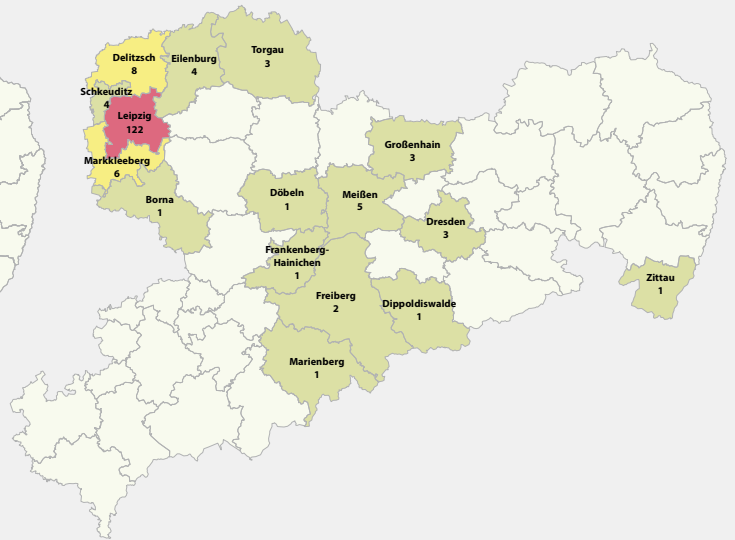 Torgau
3
Delitzsch
8
Eilenburg
4
Schkeuditz
4
Leipzig
122
Großenhain
3
Markkleeberg
6
Borna
1
Döbeln
1
Meißen
5
Dresden
3
Frankenberg-
Hainichen
1
Zittau
1
Freiberg
2
Dippoldiswalde
1
Marienberg
1